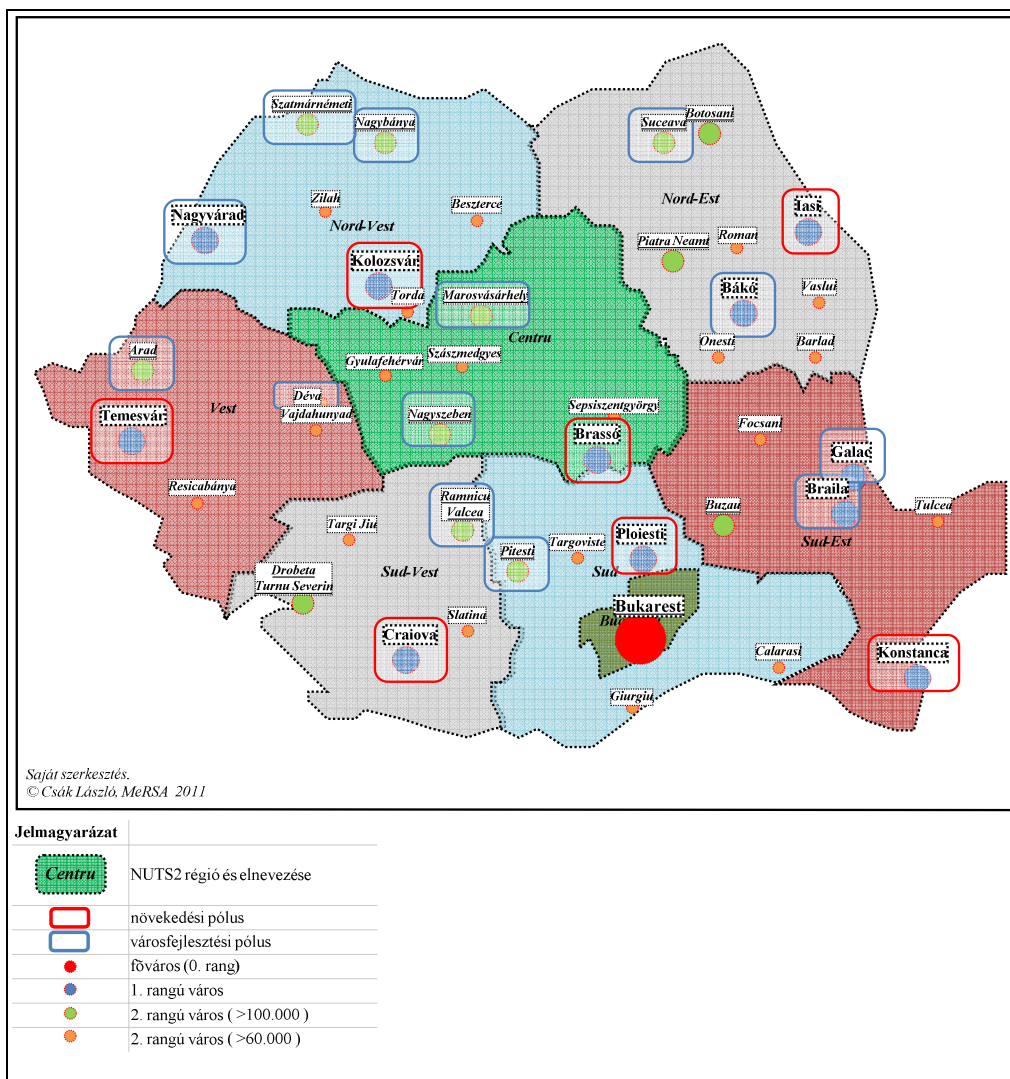 Szatmárnémeti
Nagybánya
Suceava
Botosani
Zilah
Beszterce
Nord-Est
Iasi
Nagyvárad
Nord-Vest
Piatra Neamt
Roman
Kolozsvár
Torda
Marosvásárhely
Bákó
Vaslui
Centru
Arad
Gyulafehérvár
Szászmedgyes
Onesti
Barlad
Vest
Déva
Vajdahunyad
Temesvár
Nagyszeben
Sepsiszentgyörgy
Brassó
Focsani
Galac
Resicabánya
Ramnicu
Valcea
Braila
Buzau
Tulcea
Targi Jiu
Pitesti
Targoviste
Ploiesti
Sud-Est
Sud-Vest
Sud
Drobeta
Turnu Severin
Bukarest
Bu
Slatina
Craiova
Calarasi
Konstanca
Giurgiu
Saját szerkesztés.
© Csák László, MeRSA 2011
Jelmagyarázat
Centru
NUTS2 régió és elnevezése
növekedési pólus
városfejlesztési pólus
fõváros (0. rang)
1. rangú város
2. rangú város ( >100.000 )
2. rangú város ( >60.000 )